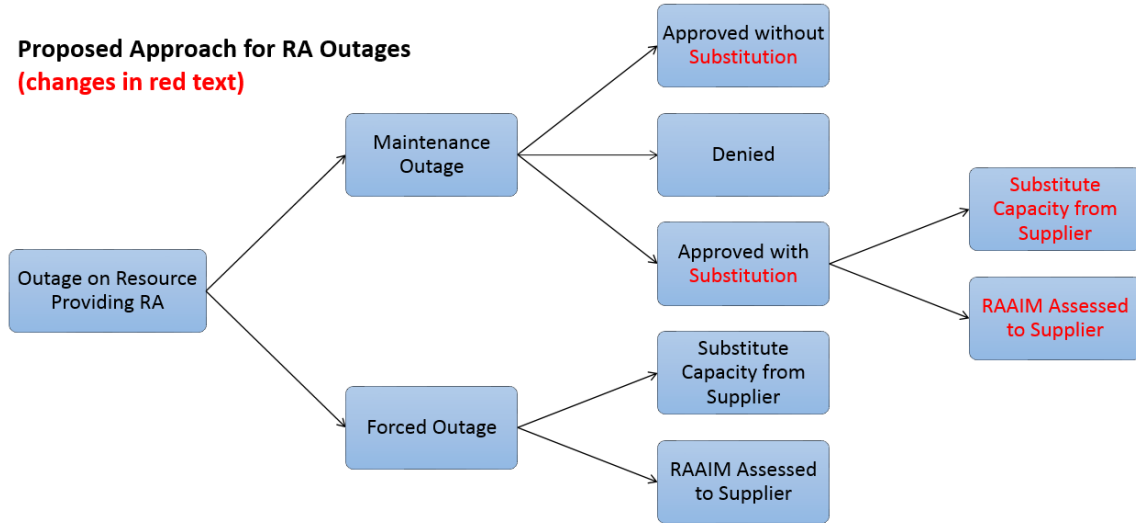 Proposed Approach for RA Outages
(changes in red text)
Approved without
Substitution
Maintenance
Outage
Denied
Substitute
Capacity from
Supplier
Outage on Resource
Providing RA
Approved with
Substitution
RAAIM Assessed
to Supplier
Substitute
Capacity from
Supplier
Forced Outage
RAAIM Assessed
to Supplier